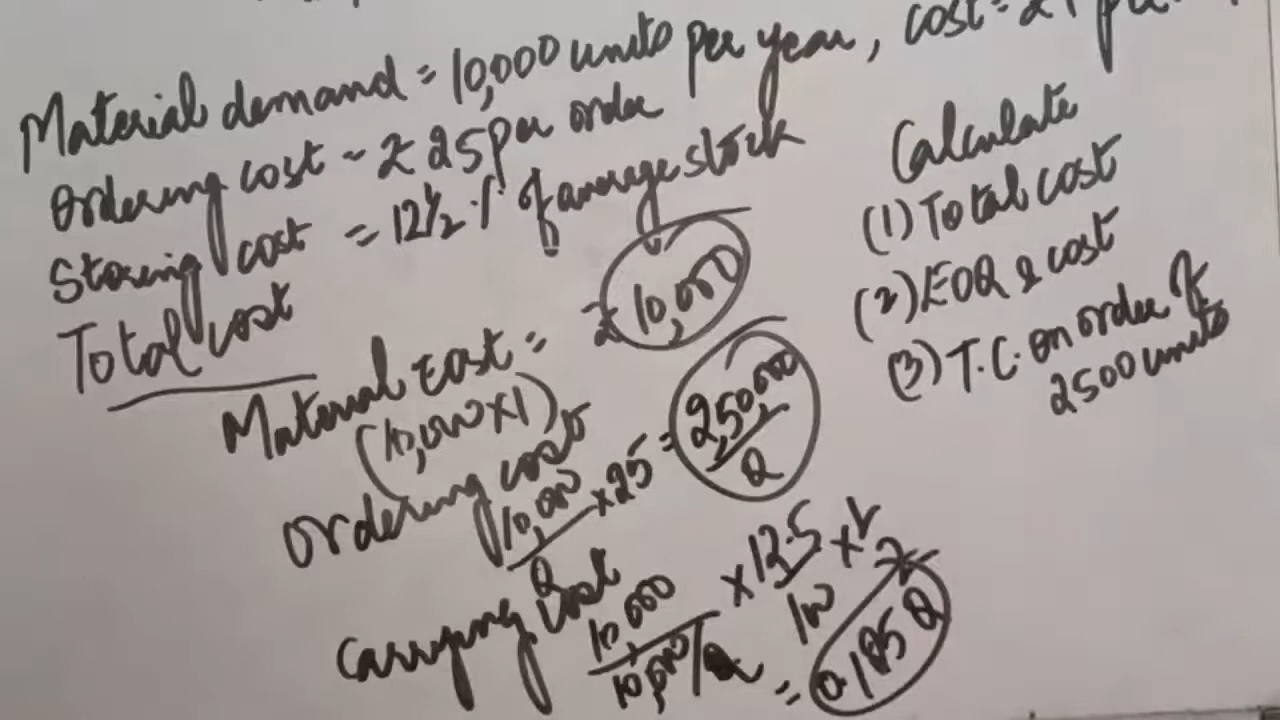 Material demand = 10,000 units per year, cost = ₹1 per
Ordering cost - ₹ 25 per order
Storing cost = 12½ % of average stock
Total cost
Material cost = ₹ 10,000
(10,000 × 1)
Ordering cost
10,000/Q × 25 = 2,50,000/Q
Carrying Cost
10,000/10,000/Q × 12.5/100 ×
= 0.125 Q
Calculate
(1) Total cost
(2) EOQ & cost
(3) T.C. on order of
2500 units